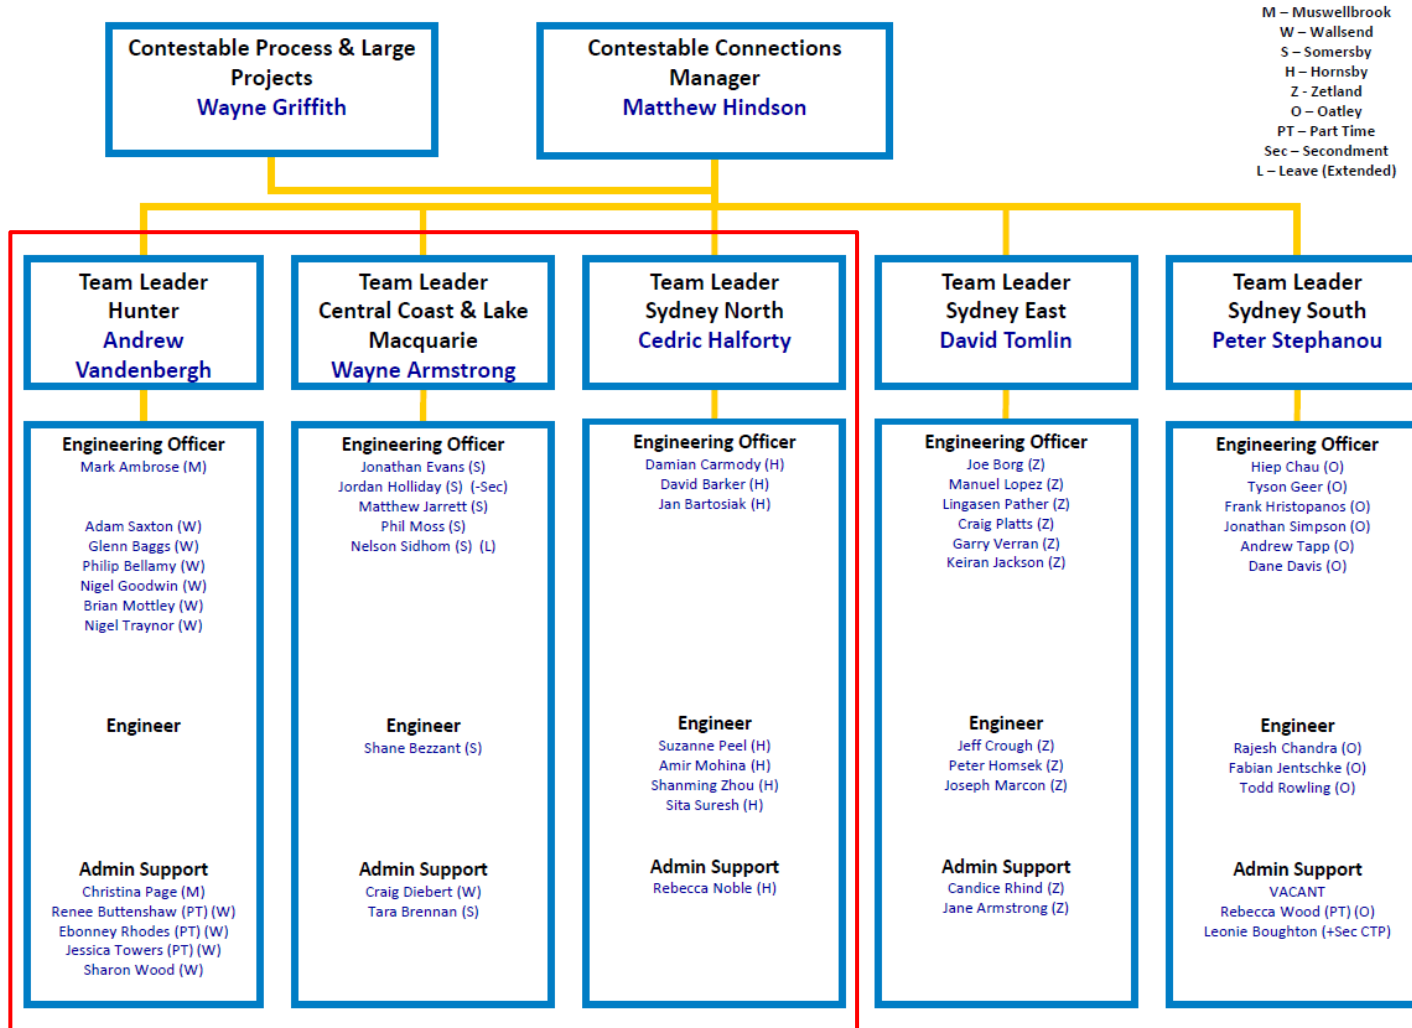 M – Muswellbrook
W – Wallsend
S – Somersby
H – Hornsby
Z - Zetland
O – Oatley
PT – Part Time
Sec – Secondment
L – Leave (Extended)
Contestable Process & Large
Projects
Wayne Griffith
Contestable Connections
Manager
Matthew Hindson
Team Leader
Hunter
Andrew
Vandenbergh
Team Leader
Central Coast & Lake
Macquarie
Wayne Armstrong
Team Leader
Sydney North
Cedric Halforty
Team Leader
Sydney East
David Tomlin
Team Leader
Sydney South
Peter Stephanou
Engineering Officer
Mark Ambrose (M)
Adam Saxton (W)
Glenn Baggs (W)
Philip Bellamy (W)
Nigel Goodwin (W)
Brian Mottley (W)
Nigel Traynor (W)
Engineer
Admin Support
Christina Page (M)
Renee Buttenshaw (PT) (W)
Ebonney Rhodes (PT) (W)
Jessica Towers (PT) (W)
Sharon Wood (W)
Engineering Officer
Jonathan Evans (S)
Jordan Holliday (S) (-Sec)
Matthew Jarrett (S)
Phil Moss (S)
Nelson Sidhom (S) (L)
Engineer
Shane Bezzant (S)
Admin Support
Craig Diebert (W)
Tara Brennan (S)
Engineering Officer
Damian Carmody (H)
David Barker (H)
Jan Bartosiak (H)
Engineer
Suzanne Peel (H)
Amir Mohina (H)
Shanming Zhou (H)
Sita Suresh (H)
Admin Support
Rebecca Noble (H)
Engineering Officer
Joe Borg (Z)
Manuel Lopez (Z)
Lingasen Pather (Z)
Craig Platts (Z)
Garry Verran (Z)
Keiran Jackson (Z)
Engineer
Jeff Crough (Z)
Peter Homsek (Z)
Joseph Marcon (Z)
Admin Support
Candice Rhind (Z)
Jane Armstrong (Z)
Engineering Officer
Hiep Chau (O)
Tyson Geer (O)
Frank Hristopanos (O)
Jonathan Simpson (O)
Andrew Tapp (O)
Dane Davis (O)
Engineer
Rajesh Chandra (O)
Fabian Jentschke (O)
Todd Rowling (O)
Admin Support
VACANT
Rebecca Wood (PT) (O)
Leonie Boughton (+Sec CTP)